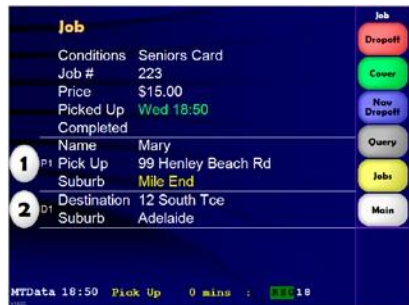 Job
Conditions Seniors Card
Job # 223
Price $15.00
Picked Up Wed 18:50
Completed
Name Mary
1 P1 Pick Up 99 Henley Beach Rd
Suburb Mile End
2 D1 Destination 12 South Tce
Suburb Adelaide
MTData 18:50 Pick Up 0 mins : 18
Job
Dropoff
Cover
Nav
Dropoff
Query
Jobs
Main